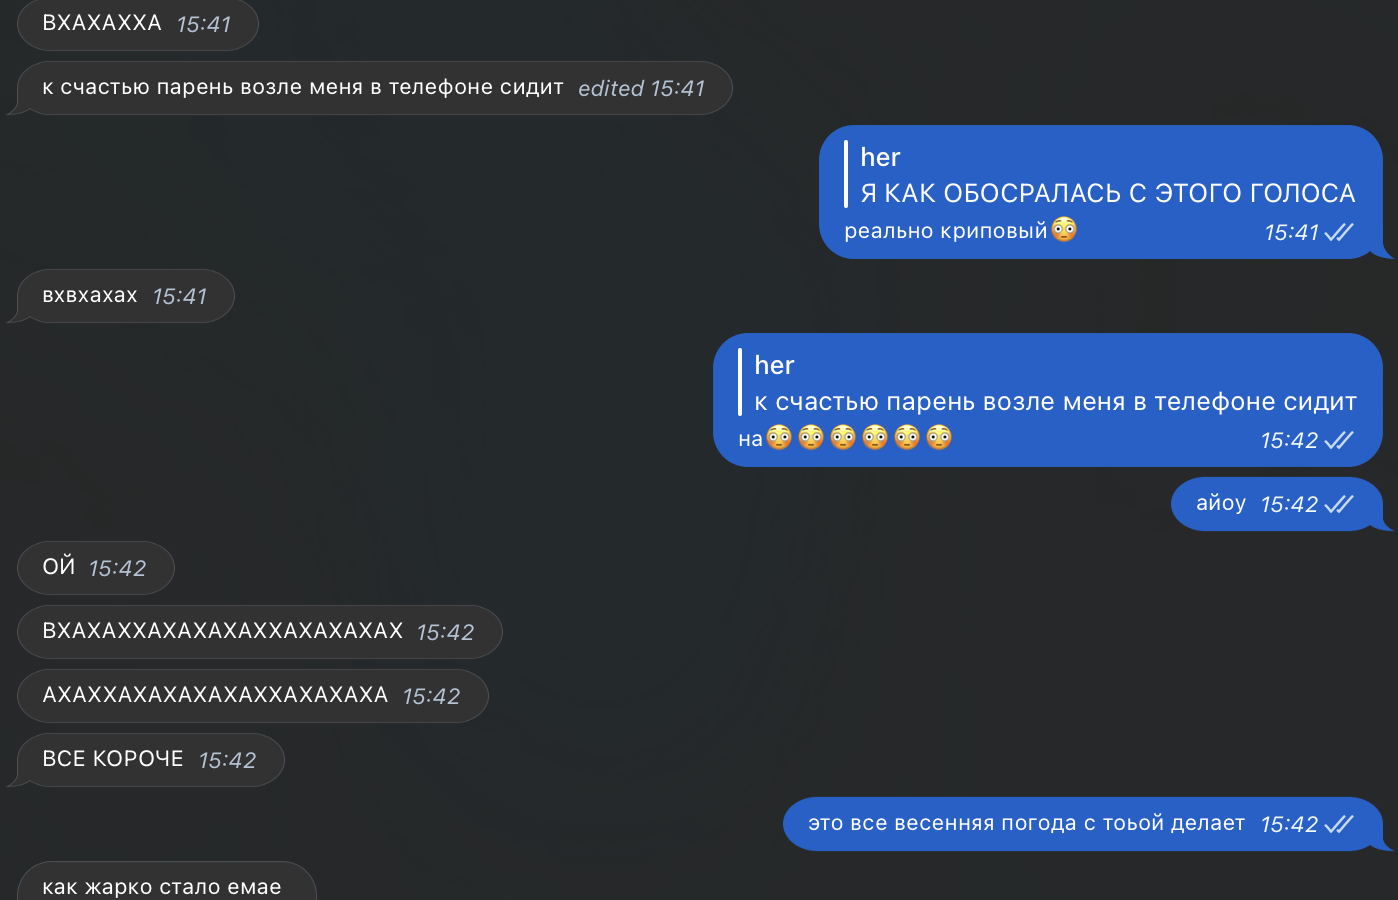 ВХАХАХХА 15:41
к счастью парень возле меня в телефоне сидит edited 15:41
her
Я КАК ОБОСРАЛАСЬ С ЭТОГО ГОЛОСА
реально криповый😳 15:41
вхвхахах 15:41
her
к счастью парень возле меня в телефоне сидит
на😳😳😳😳😳😳 15:42
айоу 15:42
ОЙ 15:42
ВХАХАХХАХАХАХАХХАХАХАХАХ 15:42
АХАХХАХАХАХАХАХХАХАХАХА 15:42
ВСЕ КОРОЧЕ 15:42
это все весенняя погода с тоьой делает 15:42
как жарко стало емае